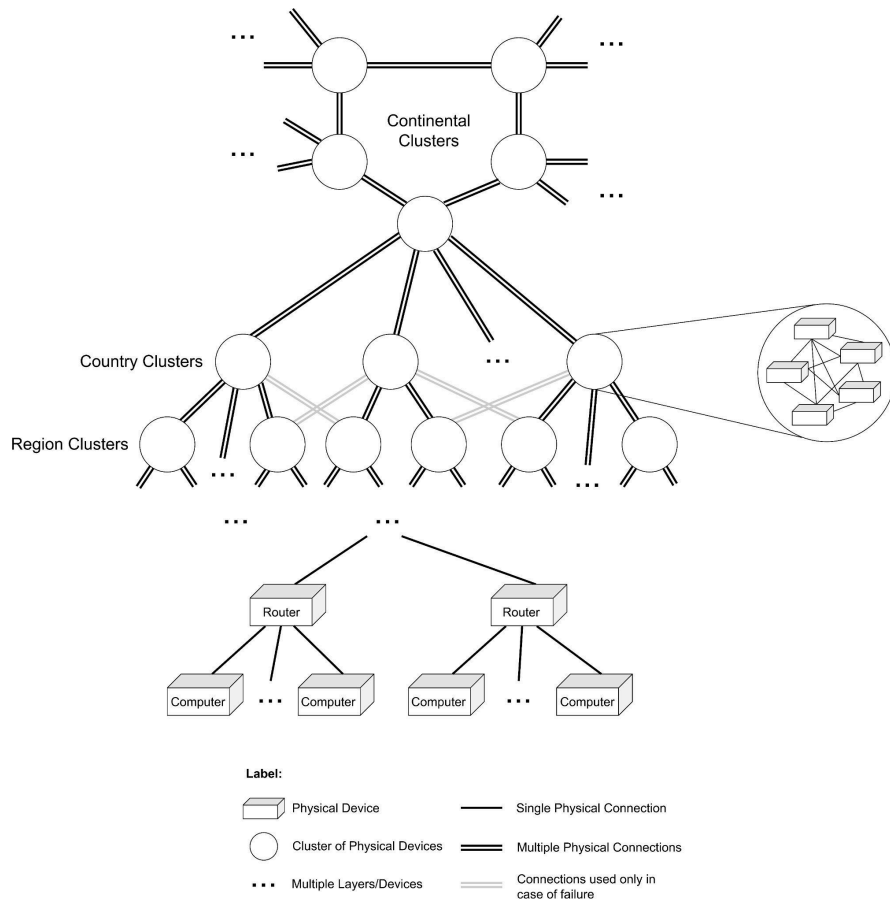 Continental
Clusters
Country Clusters
Region Clusters
Router
Router
Computer
Computer
Computer
Computer
Label:
Physical Device
Single Physical Connection
Cluster of Physical Devices
Multiple Physical Connections
Multiple Layers/Devices
Connections used only in
case of failure